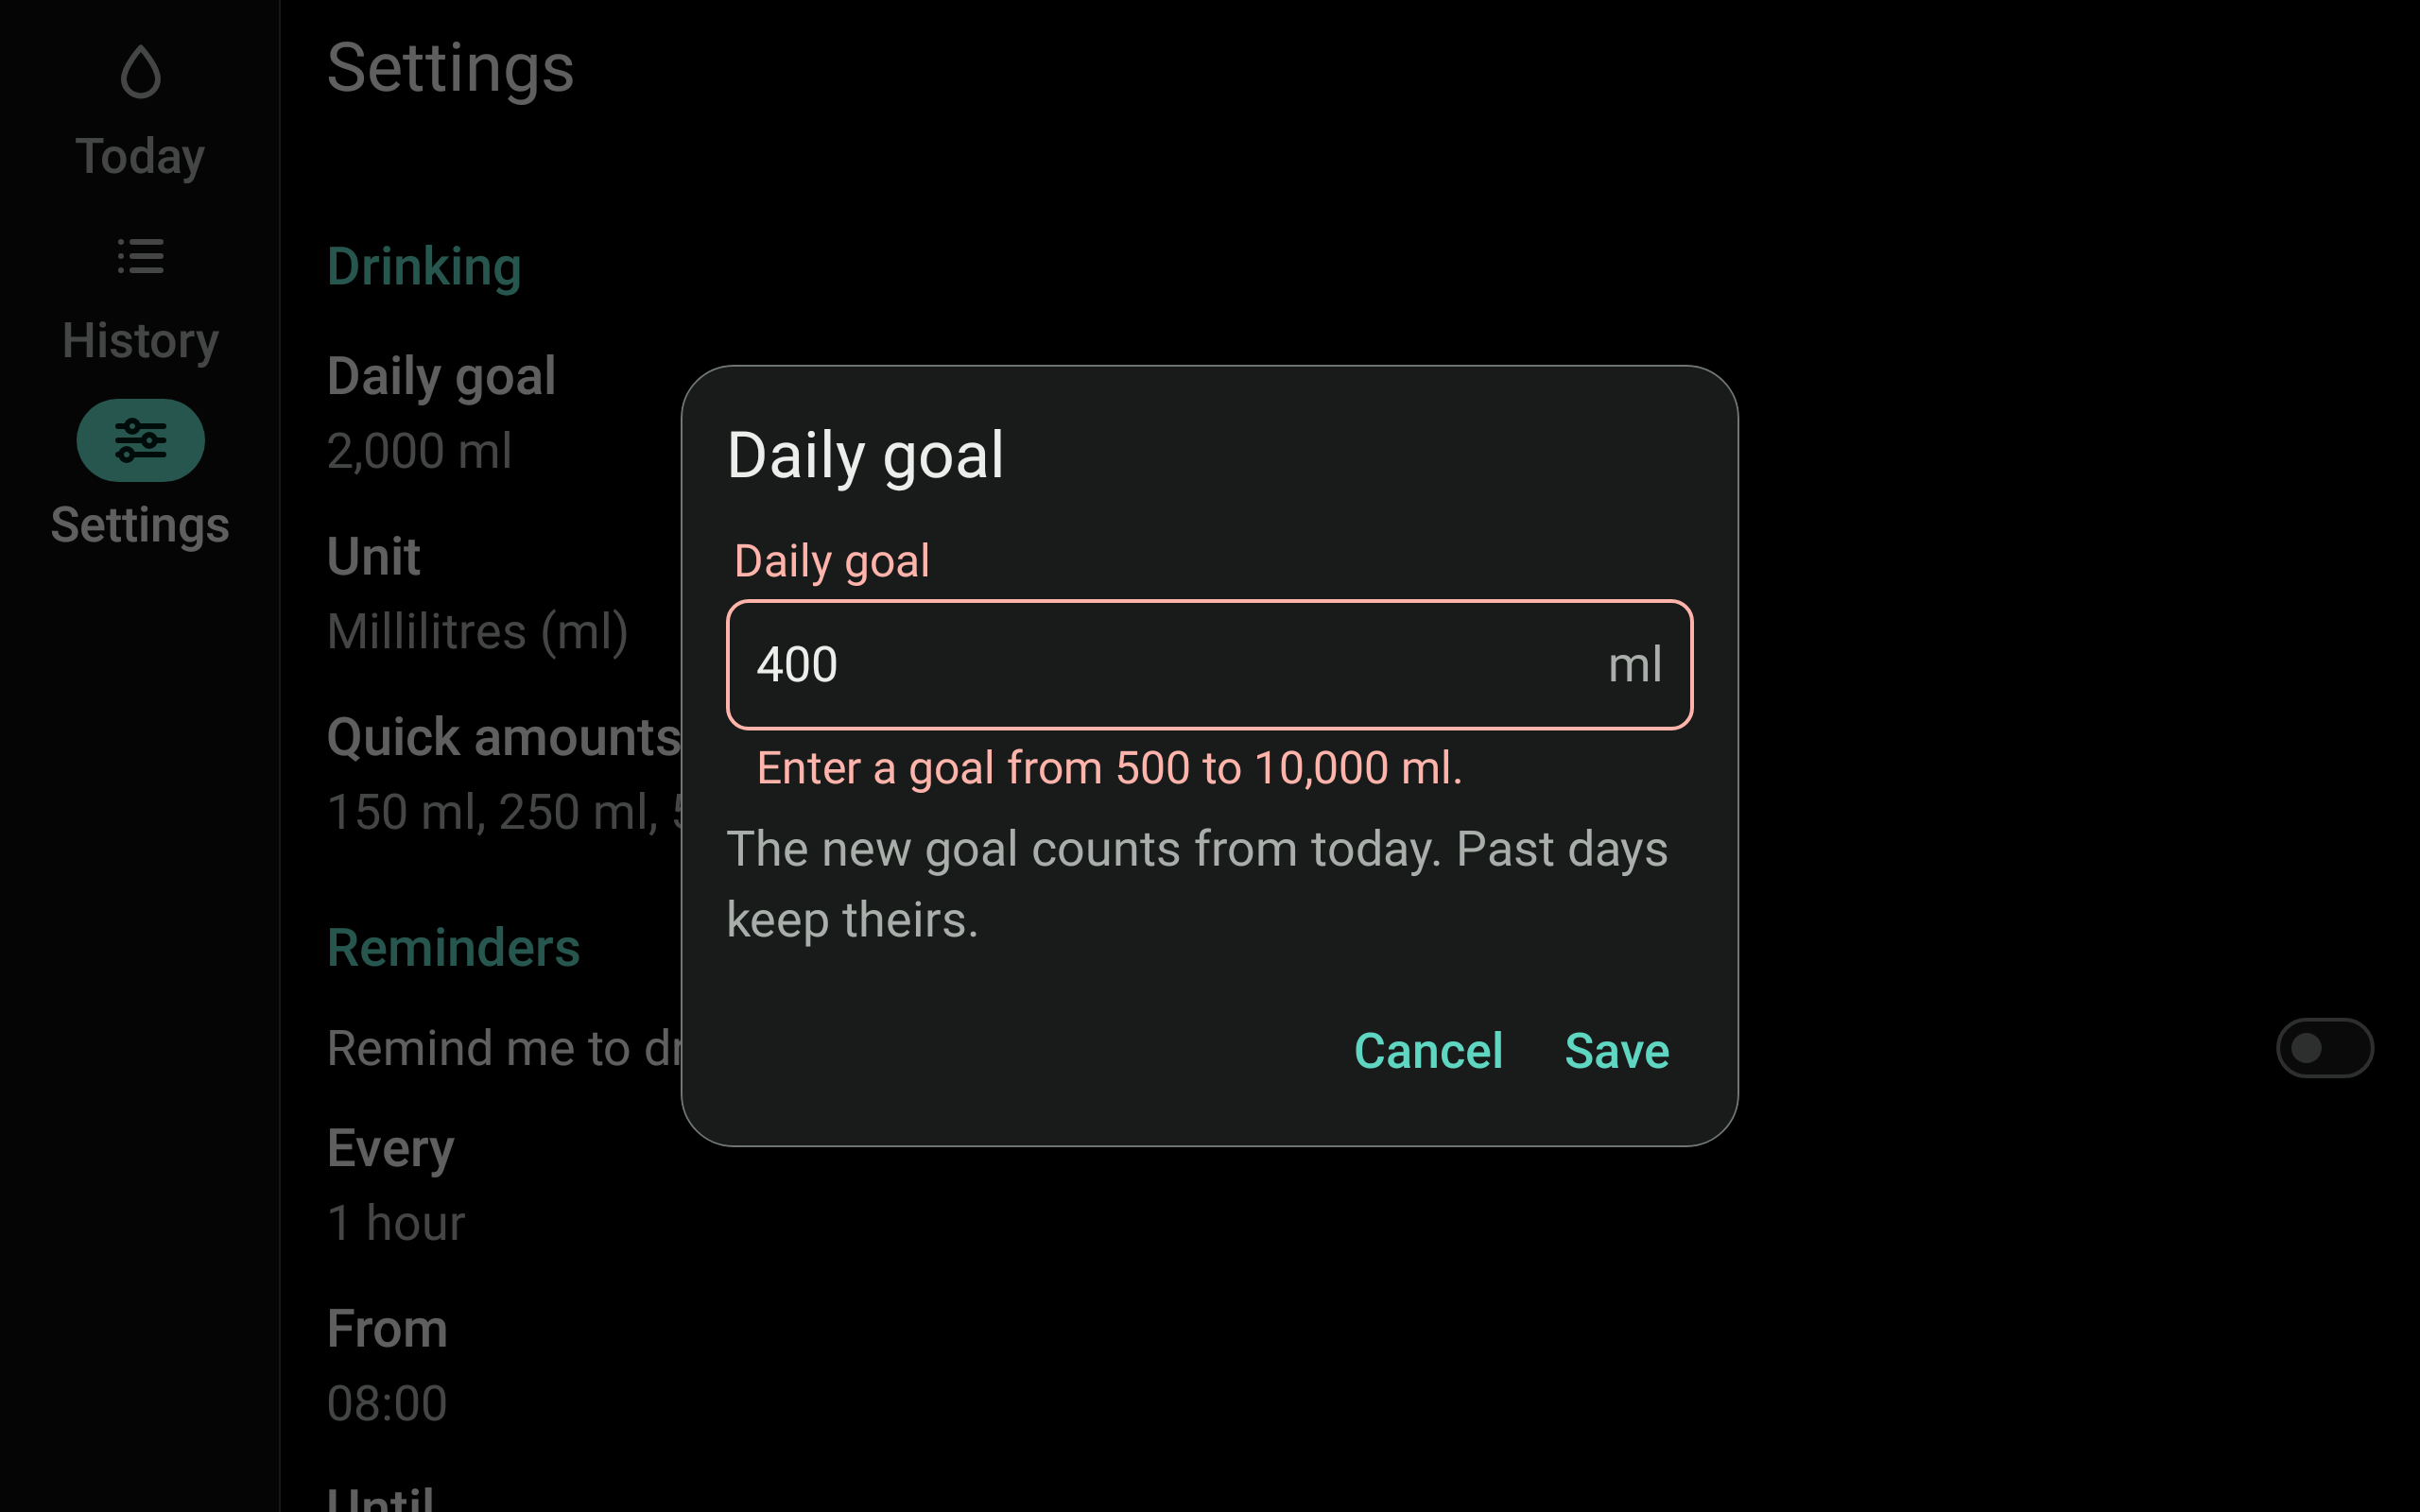 Settings
Today
History
Settings
Drinking
Daily goal
2,000 ml
Unit
Millilitres (ml)
Quick amounts
150 ml, 250 ml,
Reminders
Remind me to
Every
1 hour
From
08:00
Until
Daily goal
Daily goal
400 ml
Enter a goal from 500 to 10,000 ml.
The new goal counts from today. Past days
keep theirs.
Cancel Save